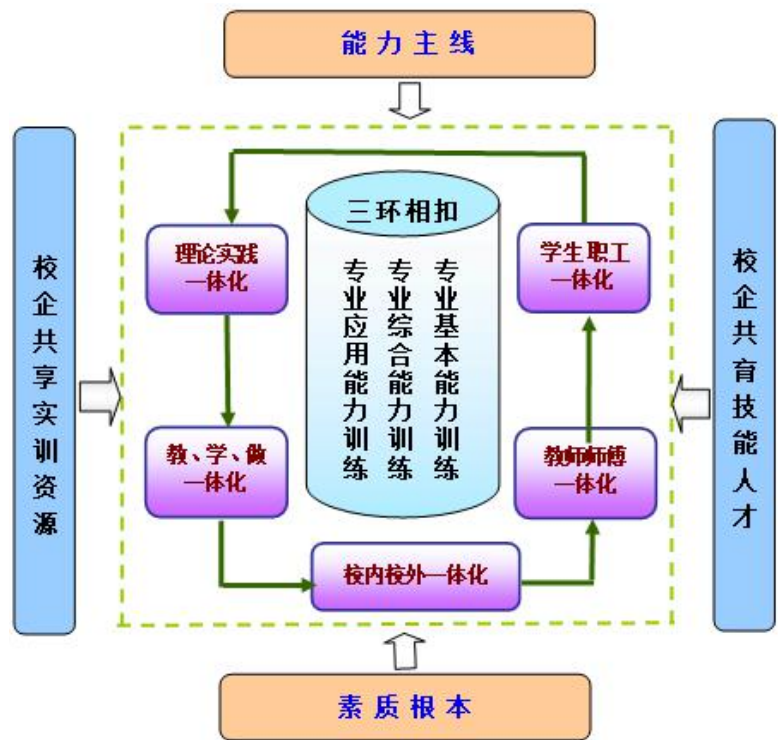 能力主线
校企共享实训资源
三环相扣
专业应用能力训练
专业综合能力训练
专业基本能力训练
理论实践
一体化
教、学、做
一体化
校内校外一体化
教师师傅
一体化
学生职工
一体化
校企共育技能人才
素质根本